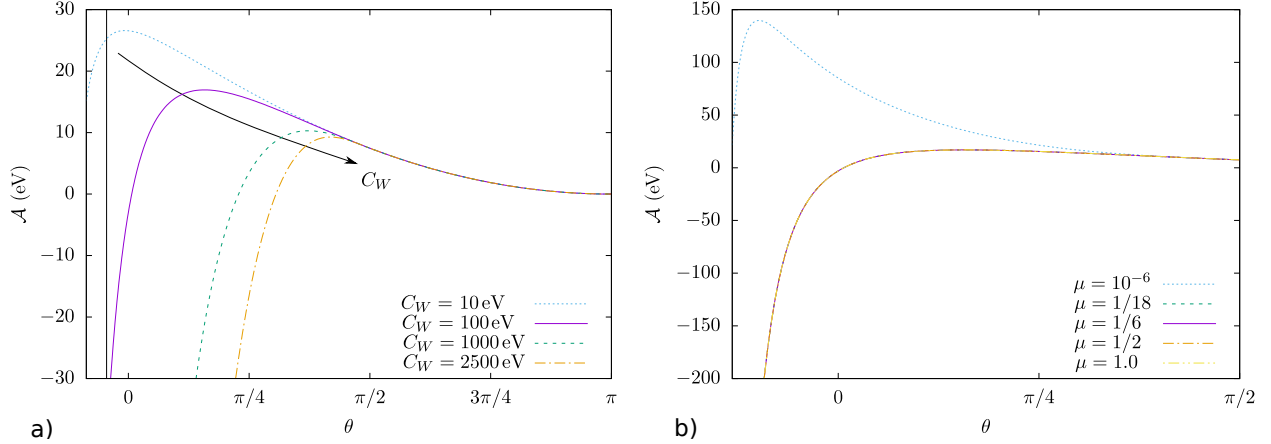 30
20
10
0
−10
−20
−30
𝒜 (eV)
C_W
C_W = 10 eV
C_W = 100 eV
C_W = 1000 eV
C_W = 2500 eV
0
π/4
π/2
3π/4
π
θ
a)
150
100
50
0
−50
−100
−150
−200
𝒜 (eV)
μ = 10⁻⁶
μ = 1/18
μ = 1/6
μ = 1/2
μ = 1.0
0
π/4
π/2
θ
b)